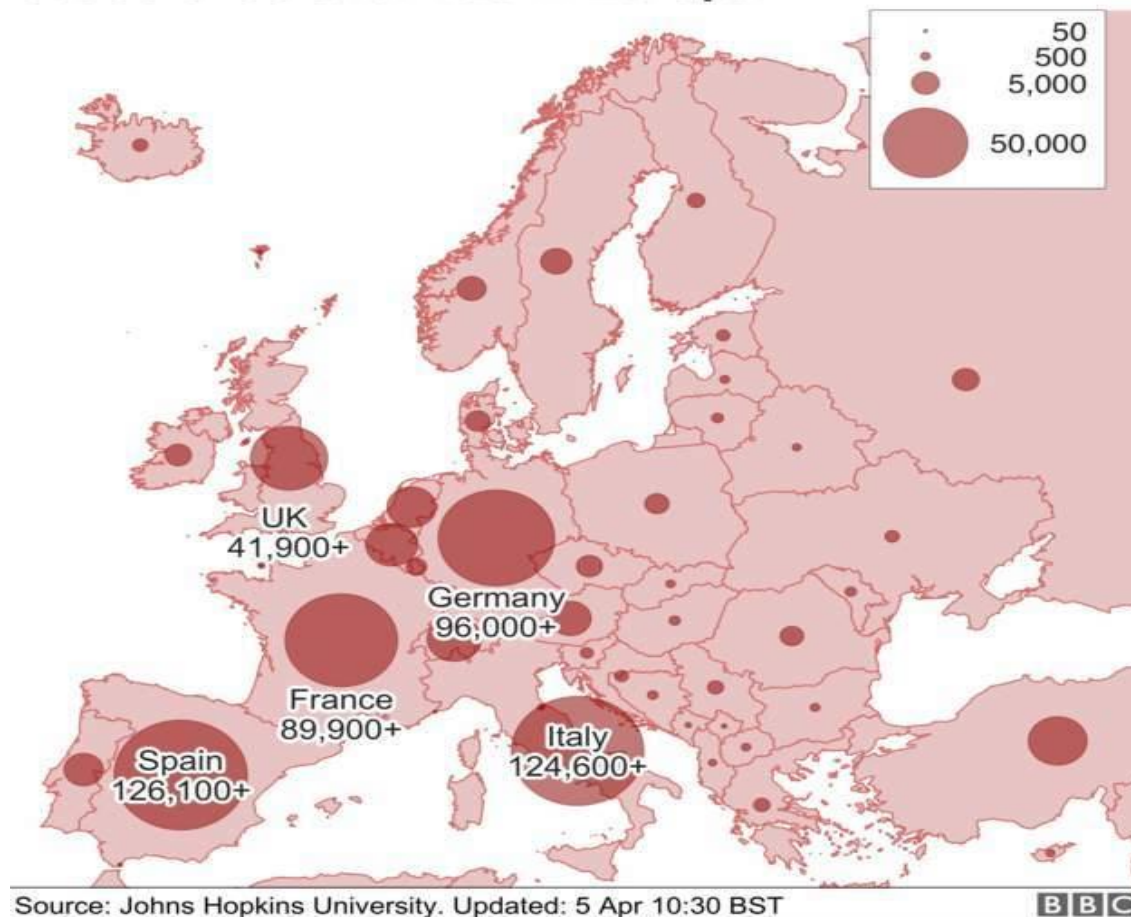 50
500
5,000
50,000
UK
41,900+
Germany
96,000+
France
89,900+
Spain
126,100+
Italy
124,600+
Source: Johns Hopkins University. Updated: 5 Apr 10:30 BST
BBC